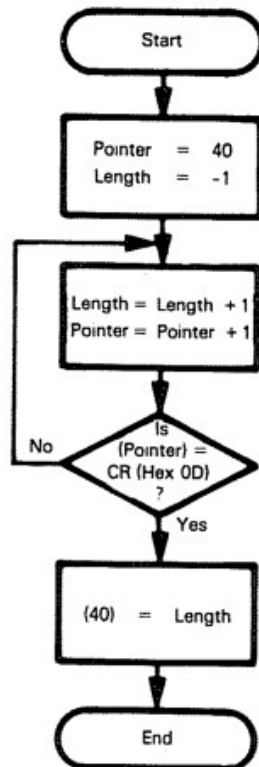 Start
Pointer = 40
Length = -1
Length = Length + 1
Pointer = Pointer + 1
Is
(Pointer) =
CR (Hex 0D)
?
No
Yes
(40) = Length
End